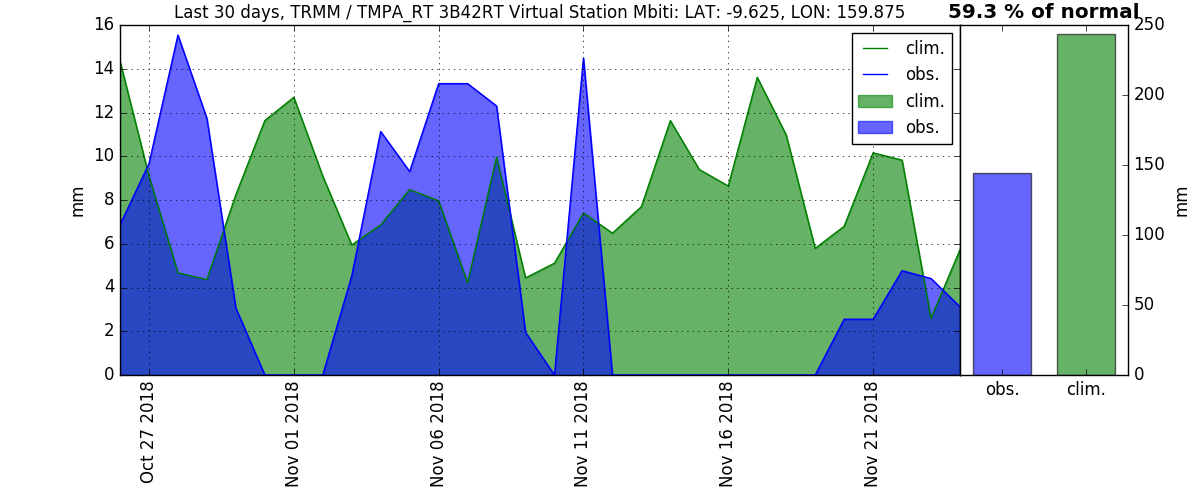 Last 30 days, TRMM / TMPA_RT 3B42RT Virtual Station Mbiti: LAT: -9.625, LON: 159.875
59.3 % of normal
16
14
12
10
8
6
4
2
0
mm
clim.
obs.
clim.
obs.
Oct 27 2018
Nov 01 2018
Nov 06 2018
Nov 11 2018
Nov 16 2018
Nov 21 2018
250
200
150
100
50
0
mm
obs.
clim.